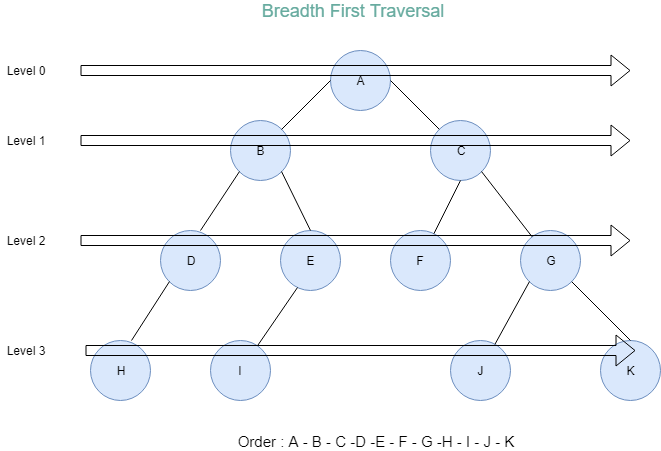 Breadth First Traversal
Level 0
A
Level 1
B
C
Level 2
D
E
F
G
Level 3
H
I
J
K
Order : A - B - C -D -E - F - G -H - I - J - K